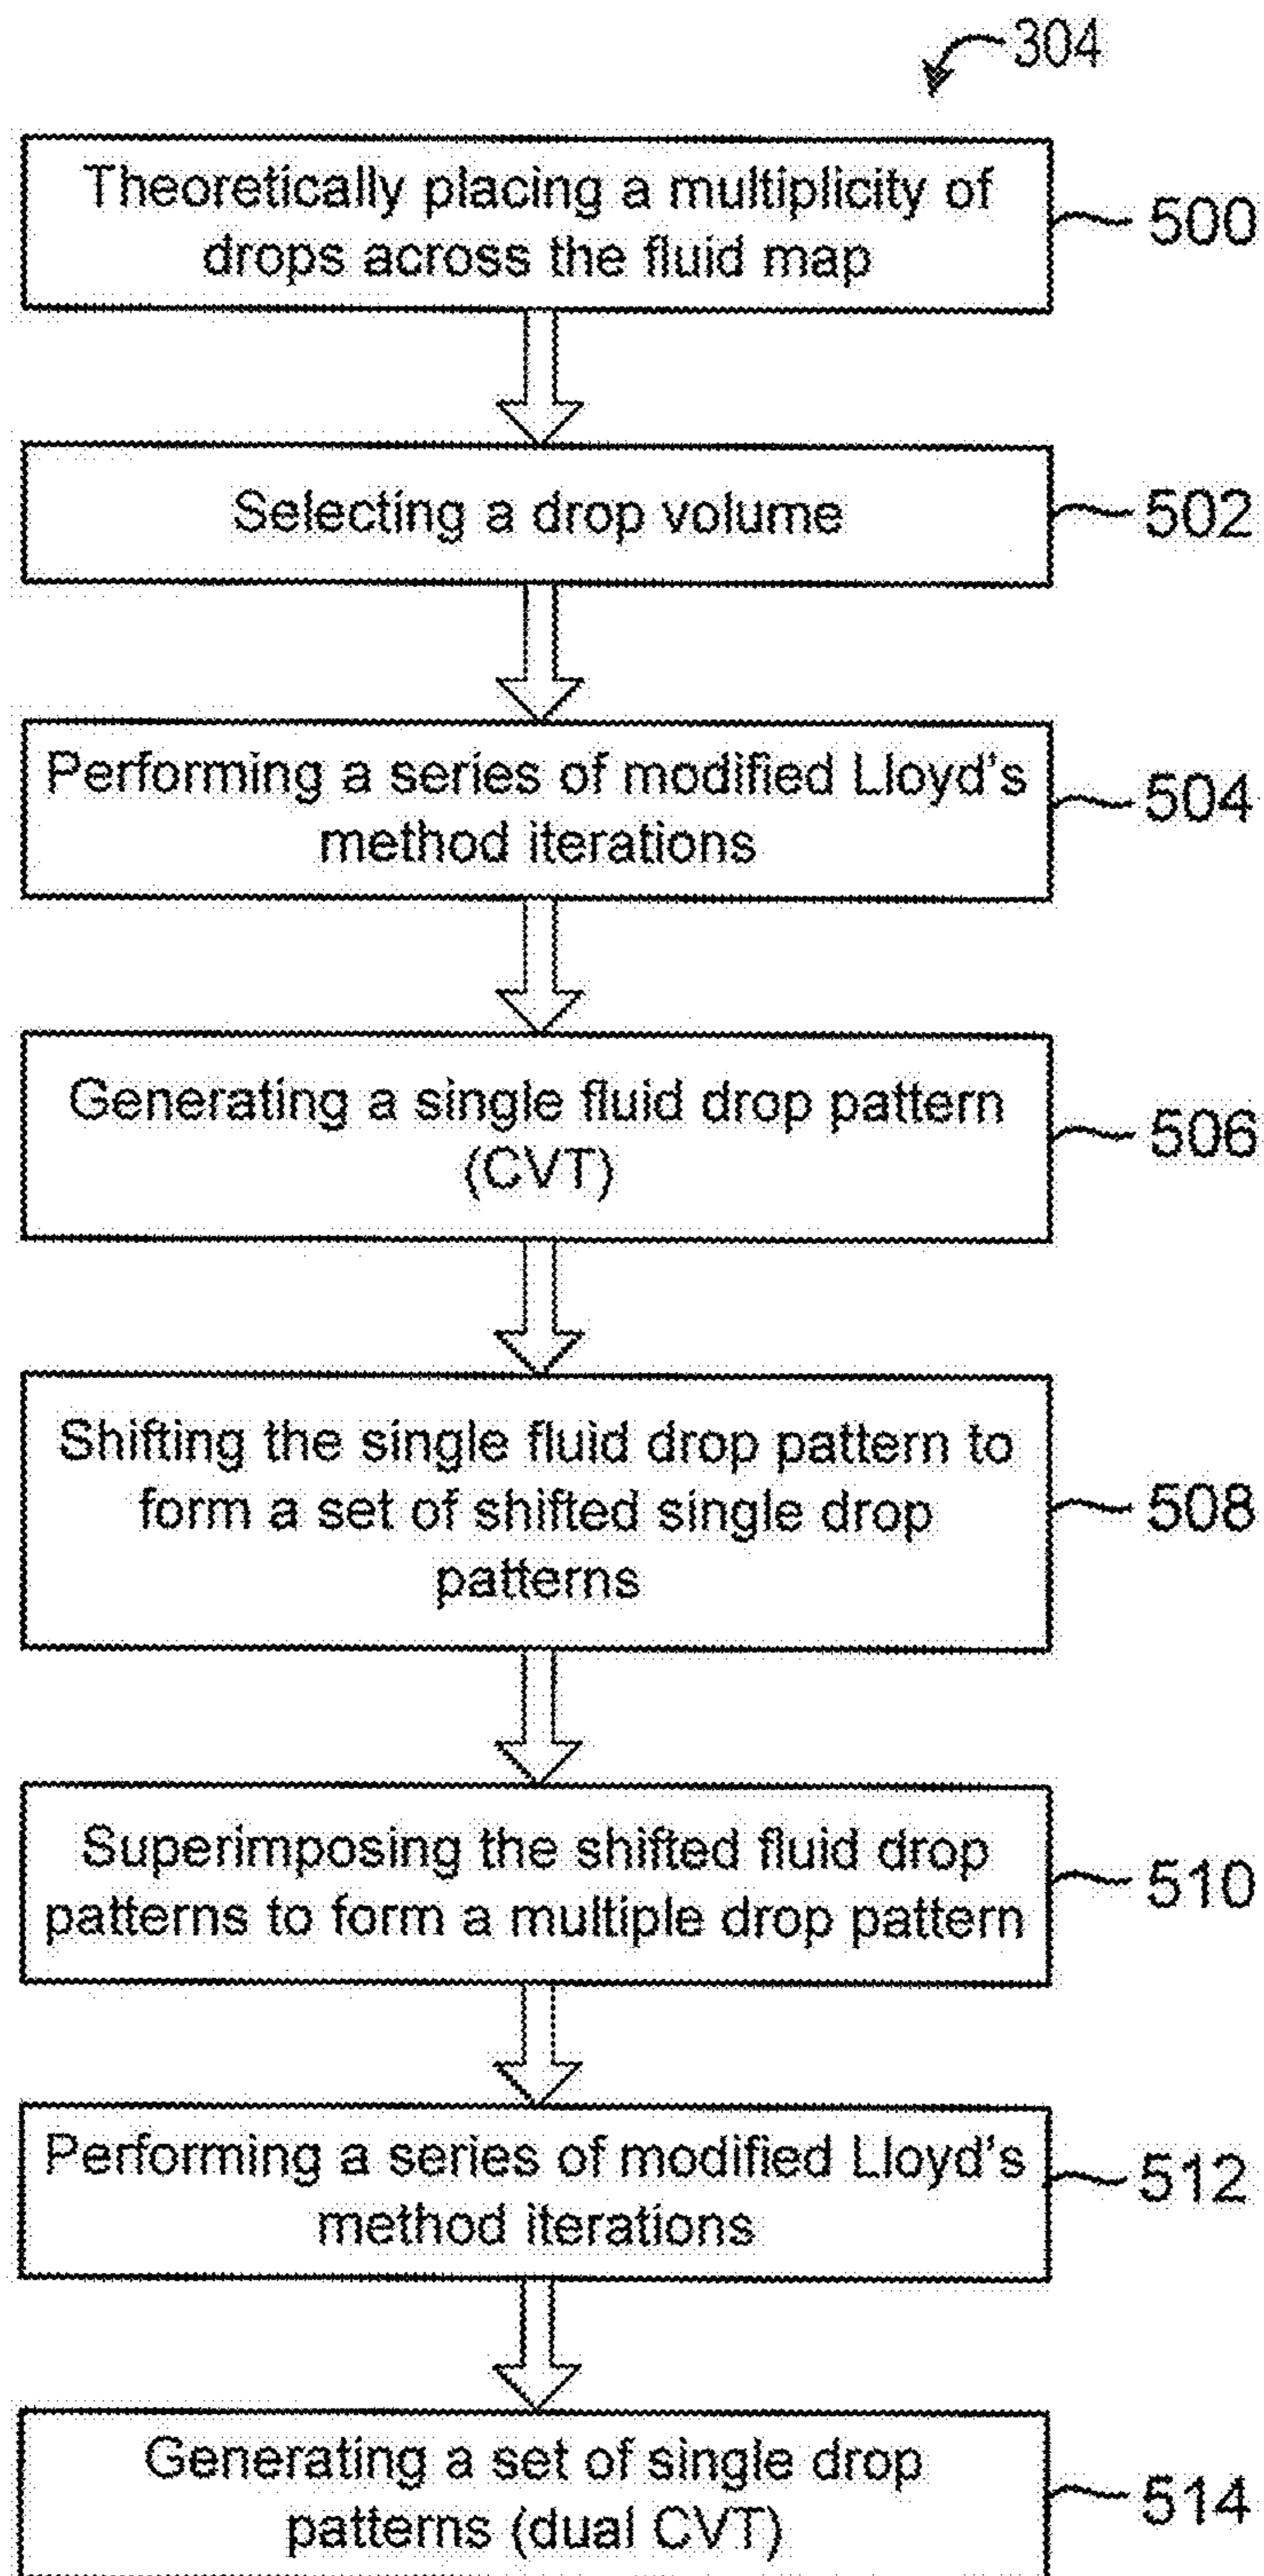 304
Theoretically placing a multiplicity of
drops across the fluid map
500
Selecting a drop volume
502
Performing a series of modified Lloyd's
method iterations
504
Generating a single fluid drop pattern
(CVT)
506
Shifting the single fluid drop pattern to
form a set of shifted single drop
patterns
508
Superimposing the shifted fluid drop
patterns to form a multiple drop pattern
510
Performing a series of modified Lloyd's
method iterations
512
Generating a set of single drop
patterns (dual CVT)
514